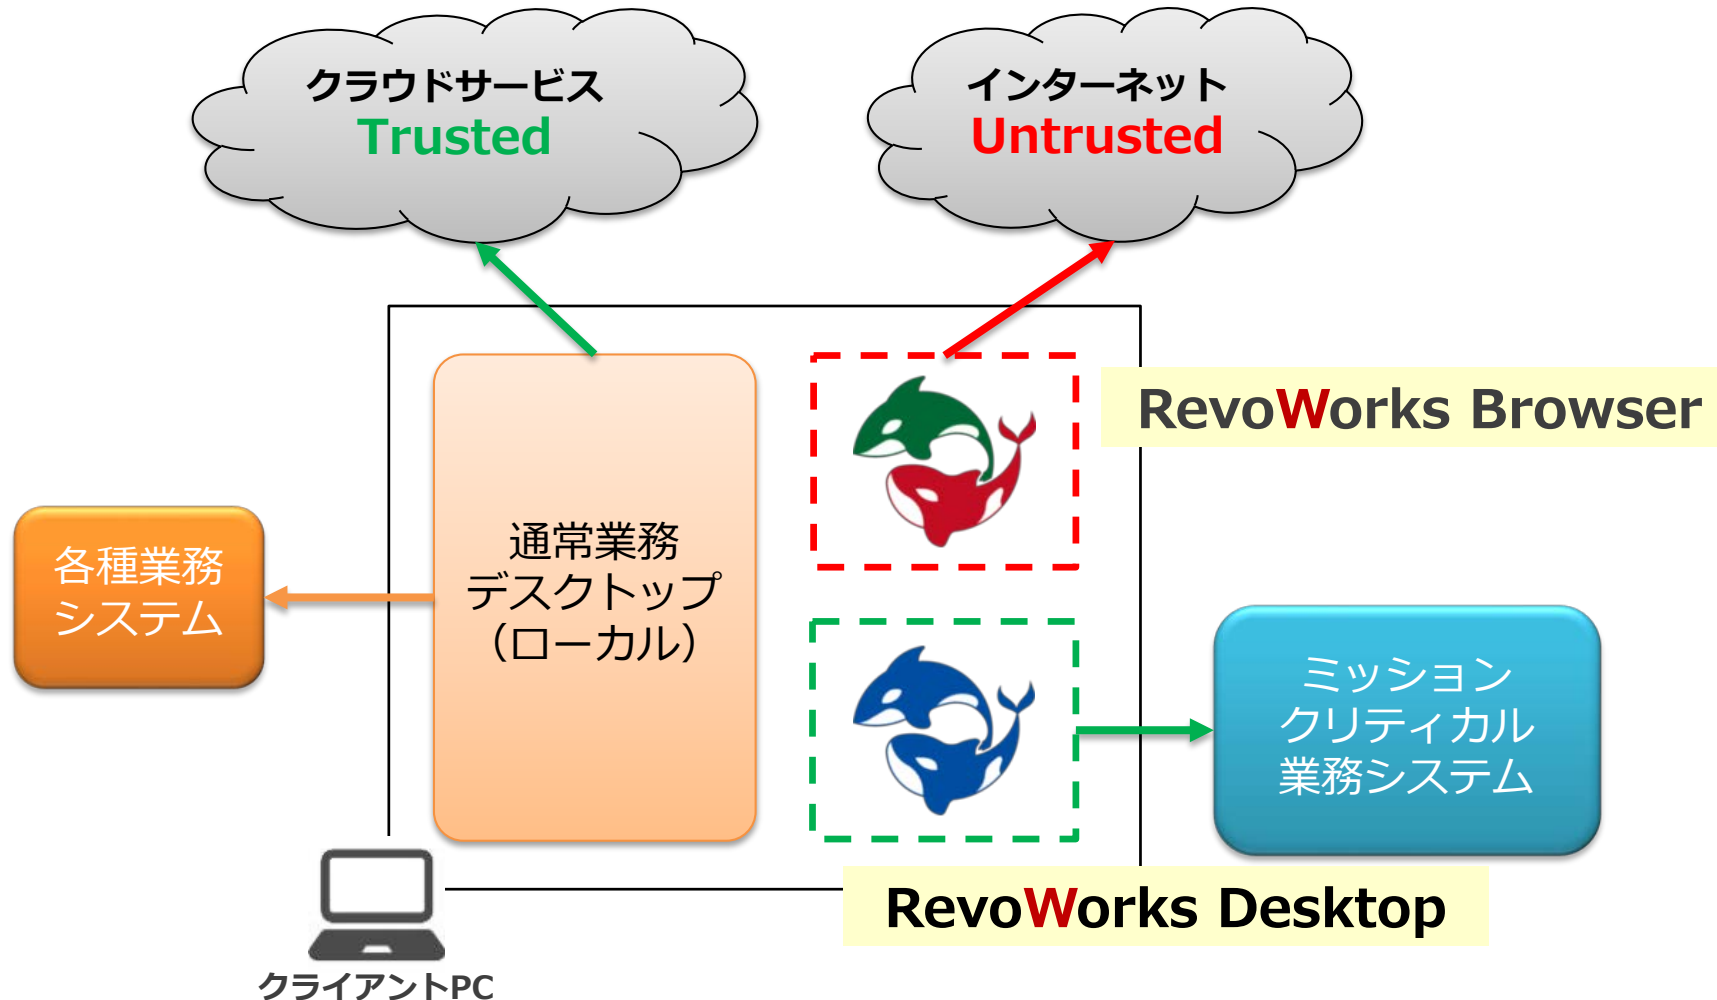 クラウドサービス
Trusted
インターネット
Untrusted
RevoWorks Browser
各種業務
システム
通常業務
デスクトップ
（ローカル）
ミッション
クリティカル
業務システム
RevoWorks Desktop
クライアントPC